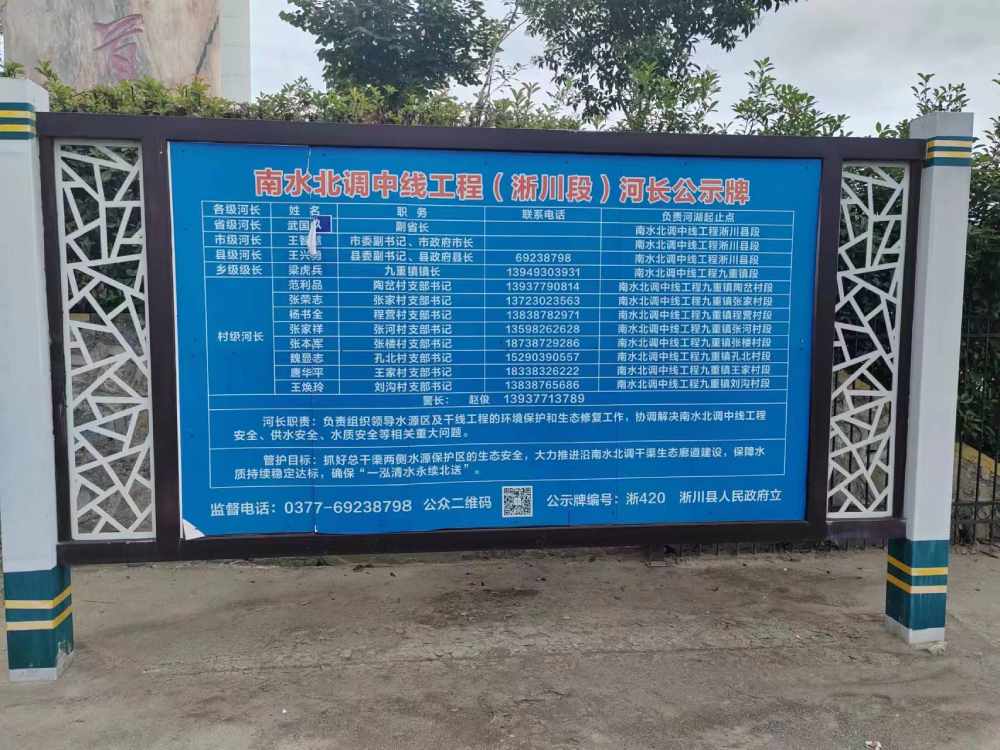 南水北调中线工程（淅川段）河长公示牌
各级河长 姓名 职务 联系电话 负责河湖起止点
省级河长 武国 副省长 南水北调中线工程淅川县段
市级河长 王智 市委副书记、市政府市长 南水北调中线工程淅川县段
县级河长 王兴 县委副书记、县政府县长 69238798 南水北调中线工程淅川县段
乡级级长 梁虎兵 九重镇镇长 13949303931 南水北调中线工程九重镇段
村级河长
范利品 陶岔村支部书记 13937790814 南水北调中线工程九重镇陶岔村段
张荣志 张家村支部书记 13723023563 南水北调中线工程九重镇张家村段
杨书全 程营村支部书记 13838782971 南水北调中线工程九重镇程营村段
张家祥 张河村支部书记 13598262628 南水北调中线工程九重镇张河村段
张本军 张楼村支部书记 18738729286 南水北调中线工程九重镇张楼村段
魏显志 孔北村支部书记 15290390557 南水北调中线工程九重镇孔北村段
唐华平 王家村支部书记 18338326222 南水北调中线工程九重镇王家村段
王焕玲 刘沟村支部书记 13838765686 南水北调中线工程九重镇刘沟村段
警长： 赵俊 13937713789
河长职责：负责组织领导水源区及干线工程的环境保护和生态修复工作，协调解决南水北调中线工程
安全、供水安全、水质安全等相关重大问题。
管护目标：抓好总干渠两侧水源保护区的生态安全，大力推进沿南水北调干渠生态廊道建设，保障水
质持续稳定达标，确保“一泓清水永续北送”。
监督电话：0377-69238798 公众二维码 公示牌编号：淅420 淅川县人民政府立